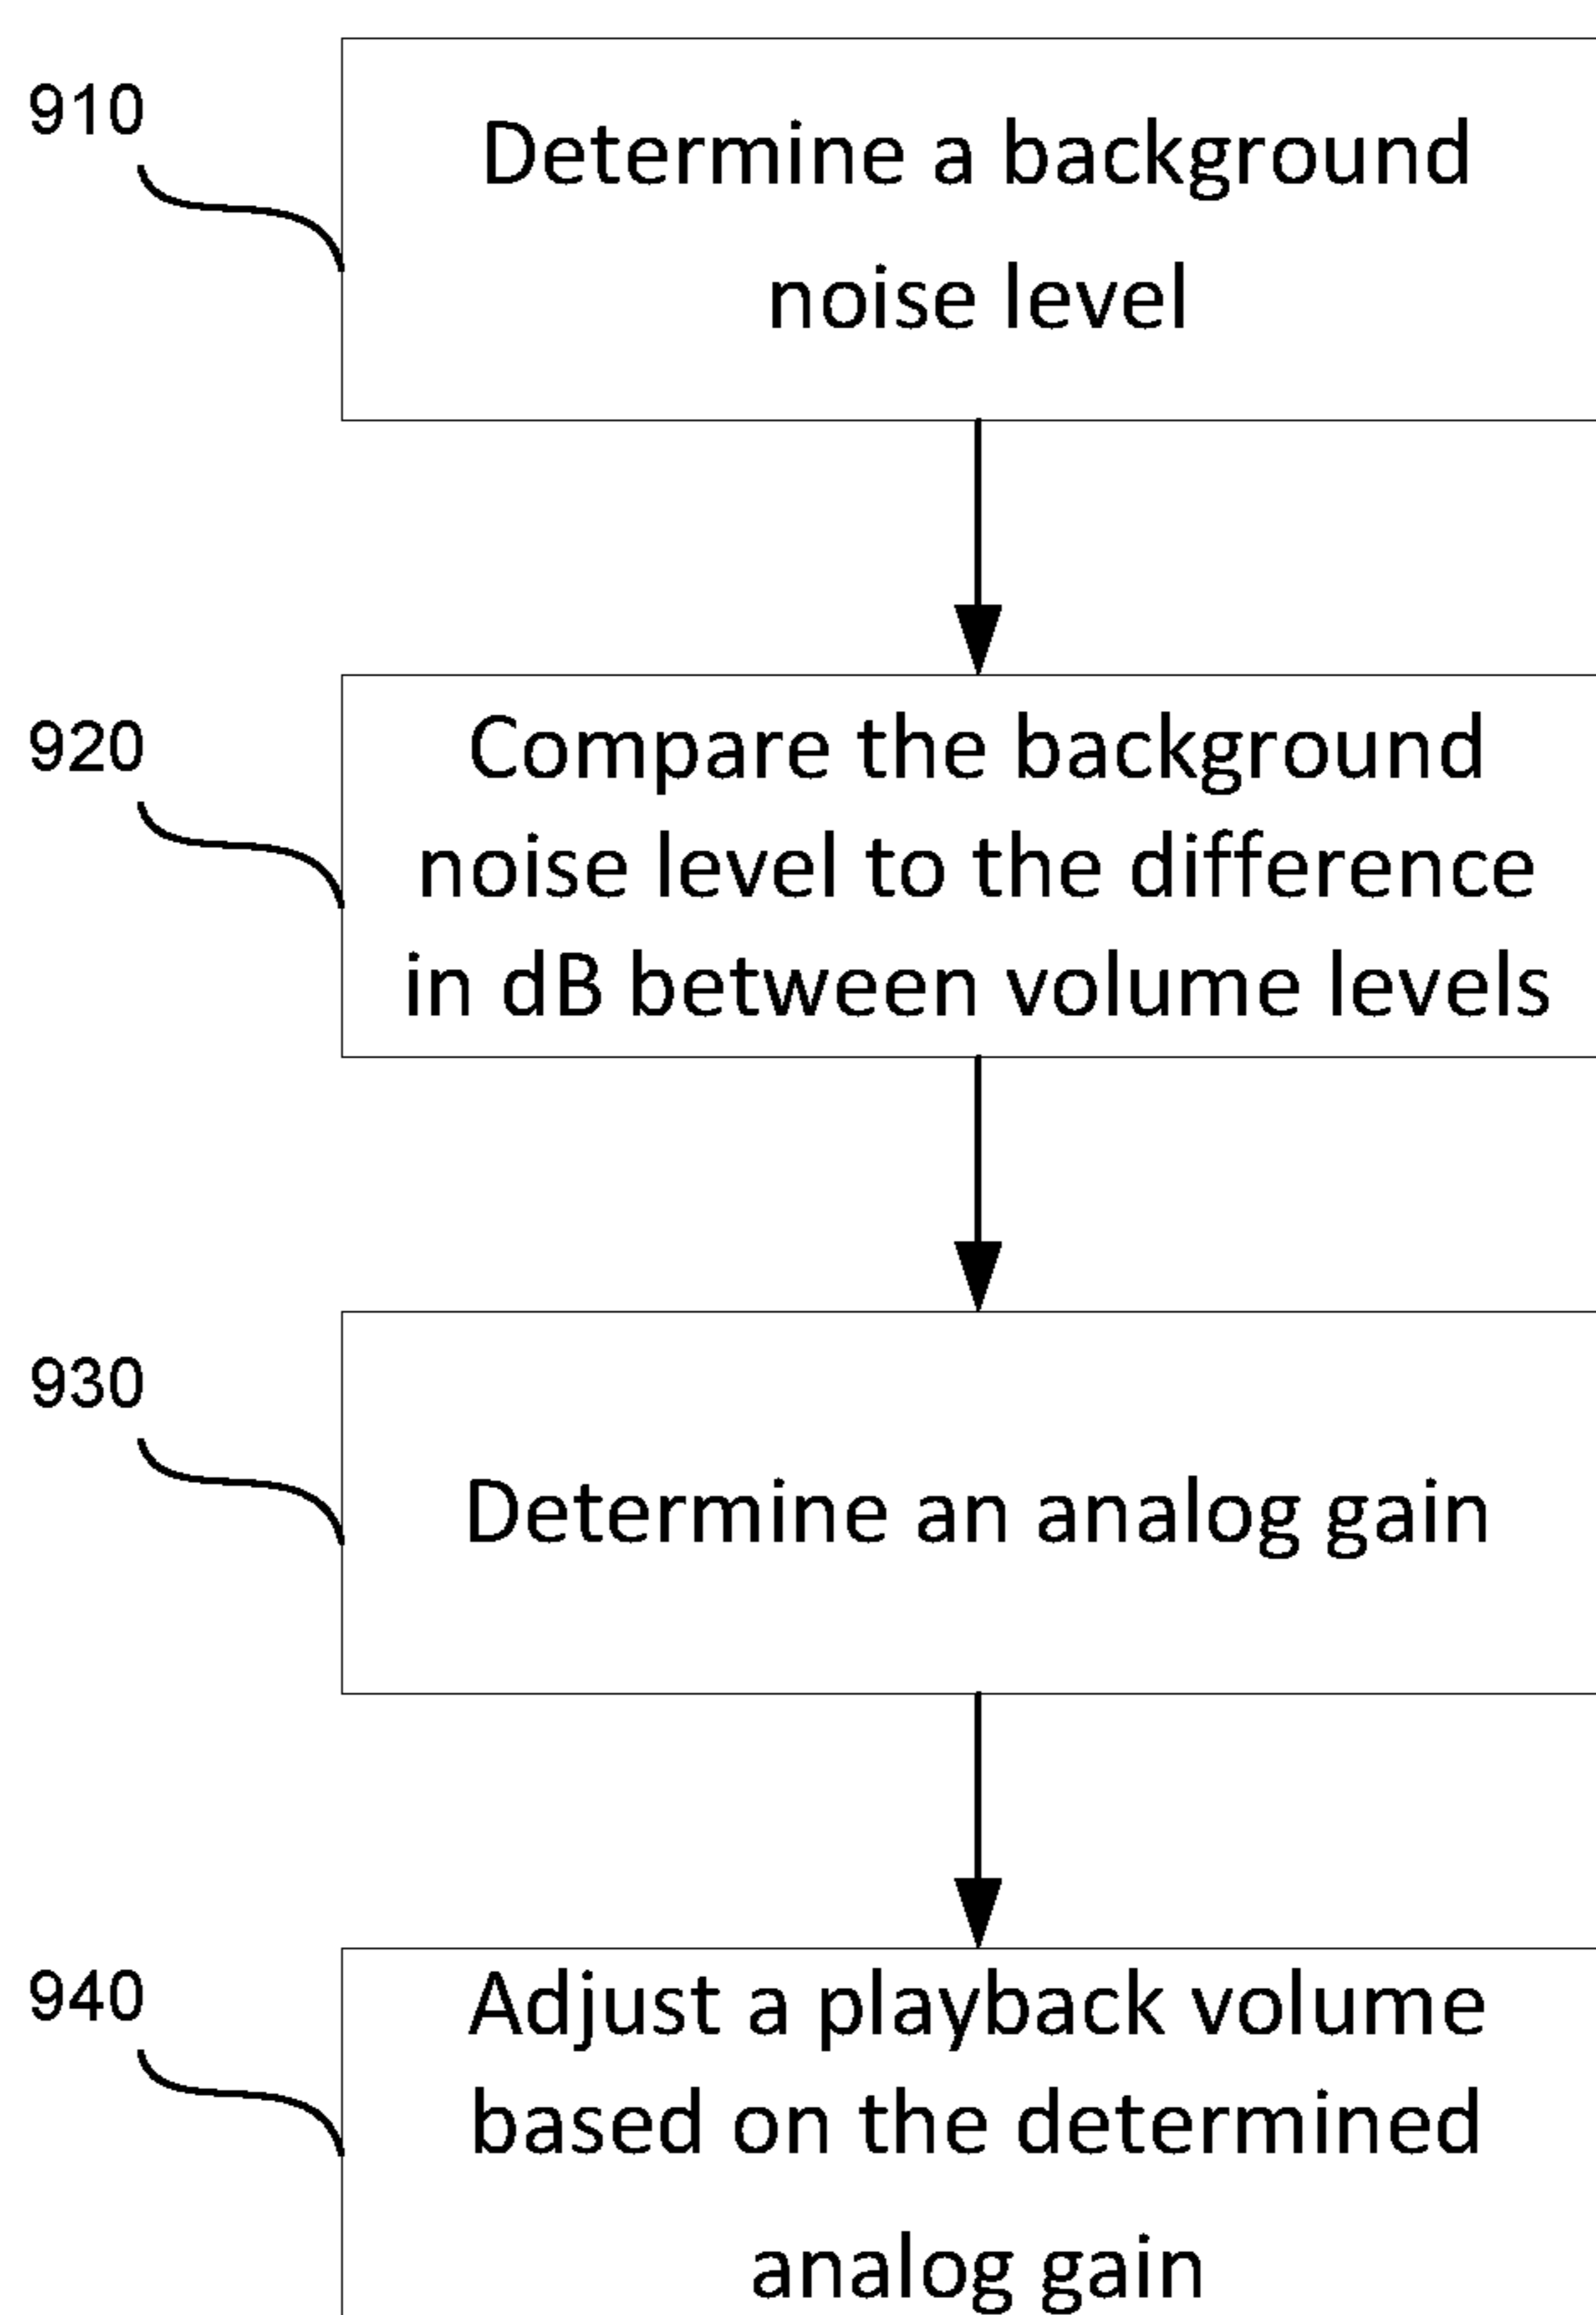 910
Determine a background
noise level
920
Compare the background
noise level to the difference
in dB between volume levels
930
Determine an analog gain
940
Adjust a playback volume
based on the determined
analog gain